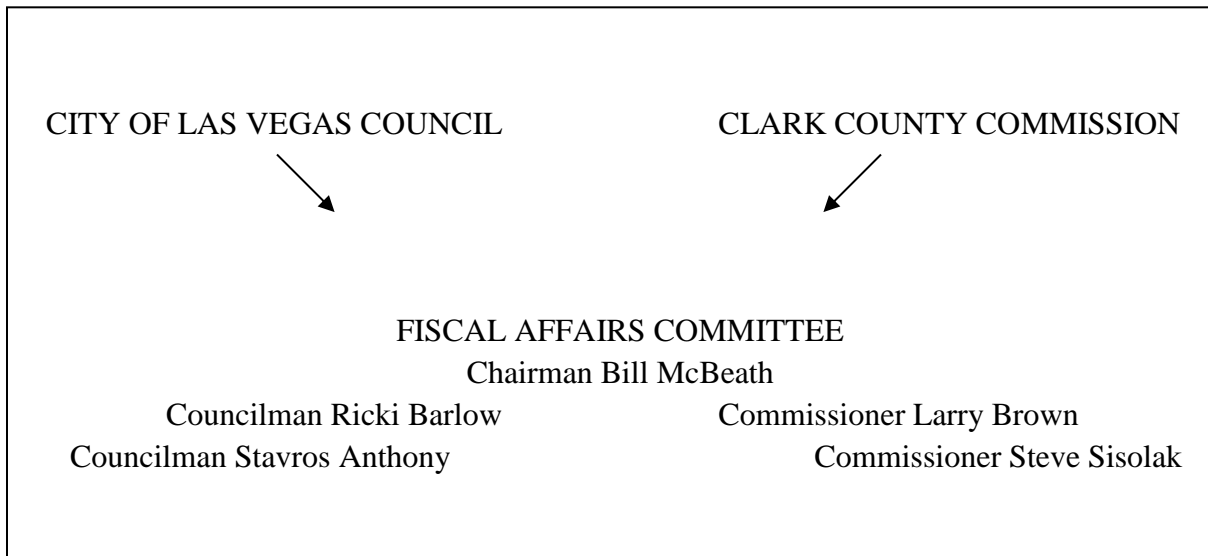 CITY OF LAS VEGAS COUNCIL CLARK COUNTY COMMISSION
FISCAL AFFAIRS COMMITTEE
Chairman Bill McBeath
Councilman Ricki Barlow Commissioner Larry Brown
Councilman Stavros Anthony Commissioner Steve Sisolak